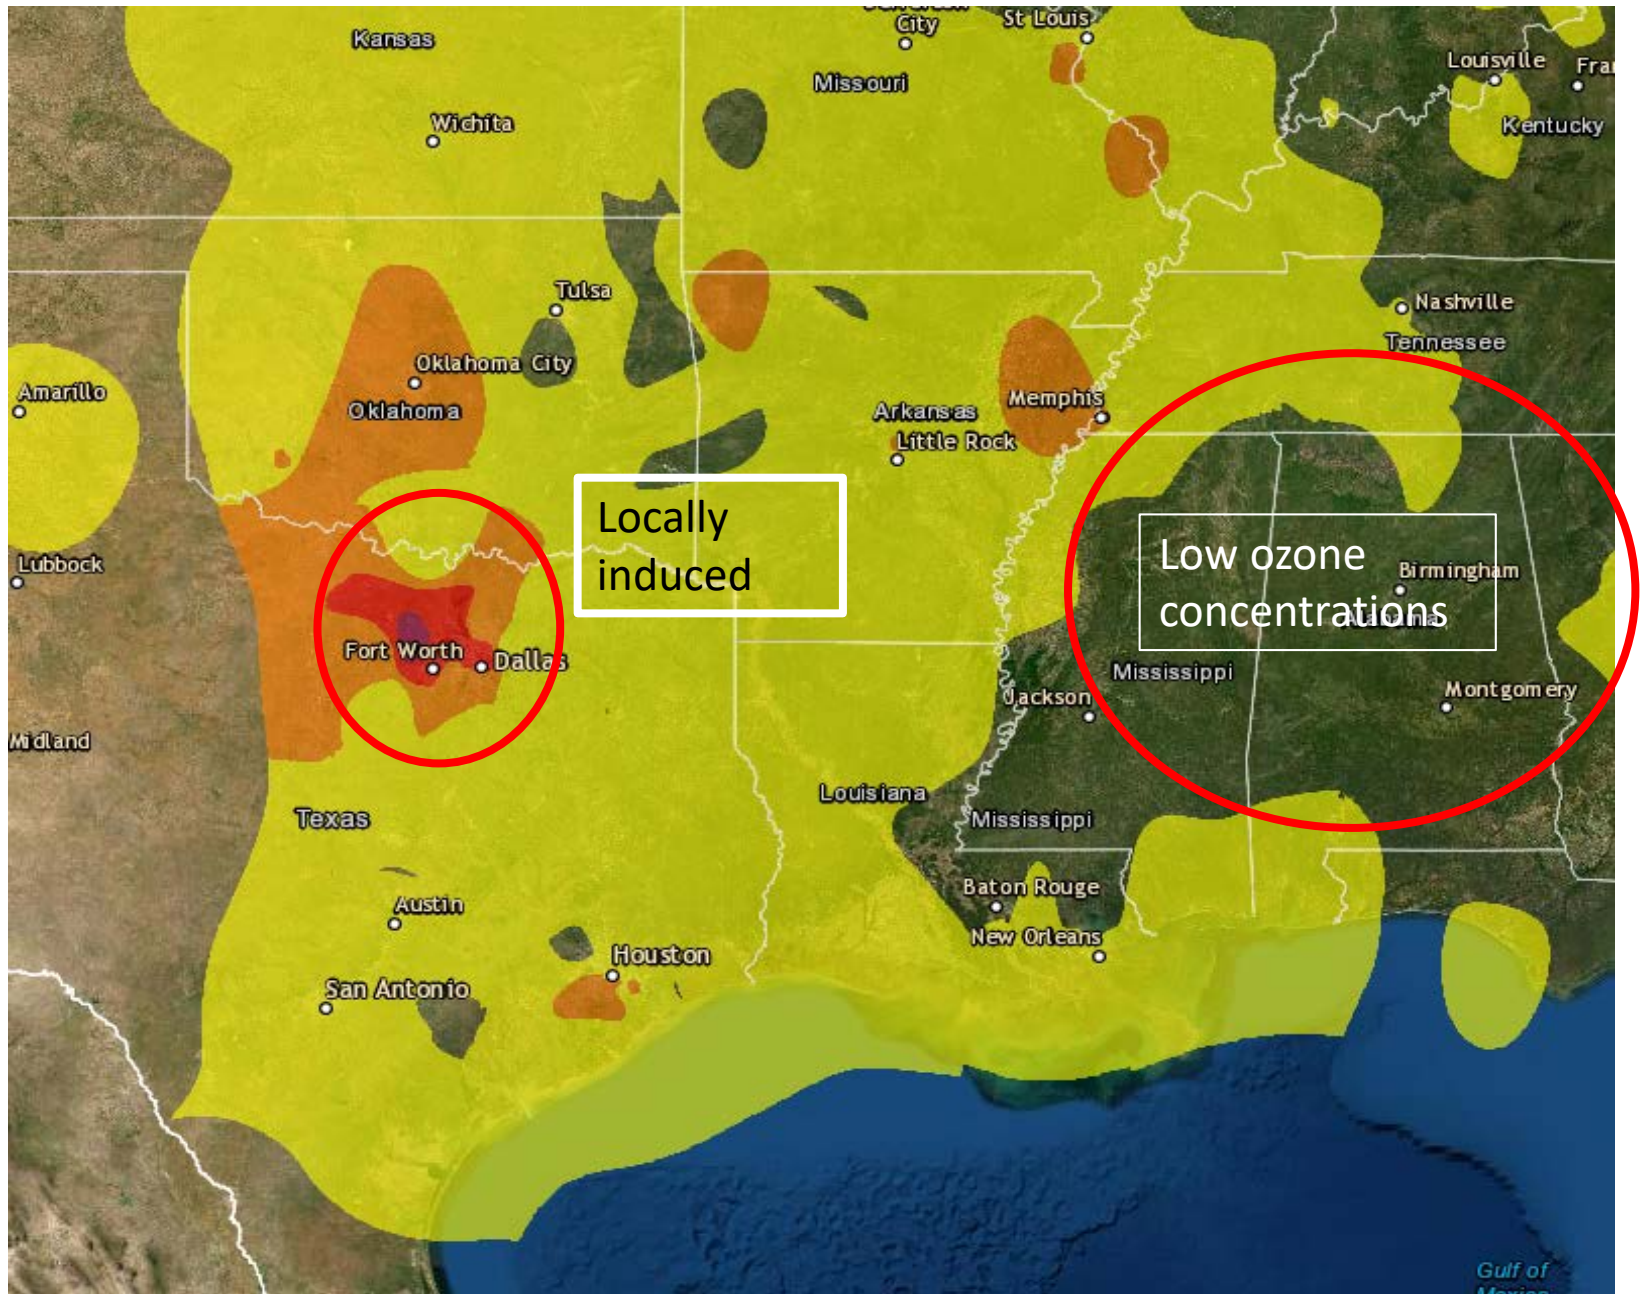 City
St Louis
Kansas
Louisville
Missouri
Wichita
Kentucky
Tulsa
Nashville
Tennessee
Oklahoma City
Amarillo
Oklahoma
Memphis
Arkansas
Little Rock
Locally
induced
Low ozone
concentrations
Lubbock
Birmingham
Alabama
Fort Worth
Dallas
Mississippi
Montgomery
Jackson
Midland
Louisiana
Texas
Mississippi
Baton Rouge
Austin
New Orleans
Houston
San Antonio
Gulf of